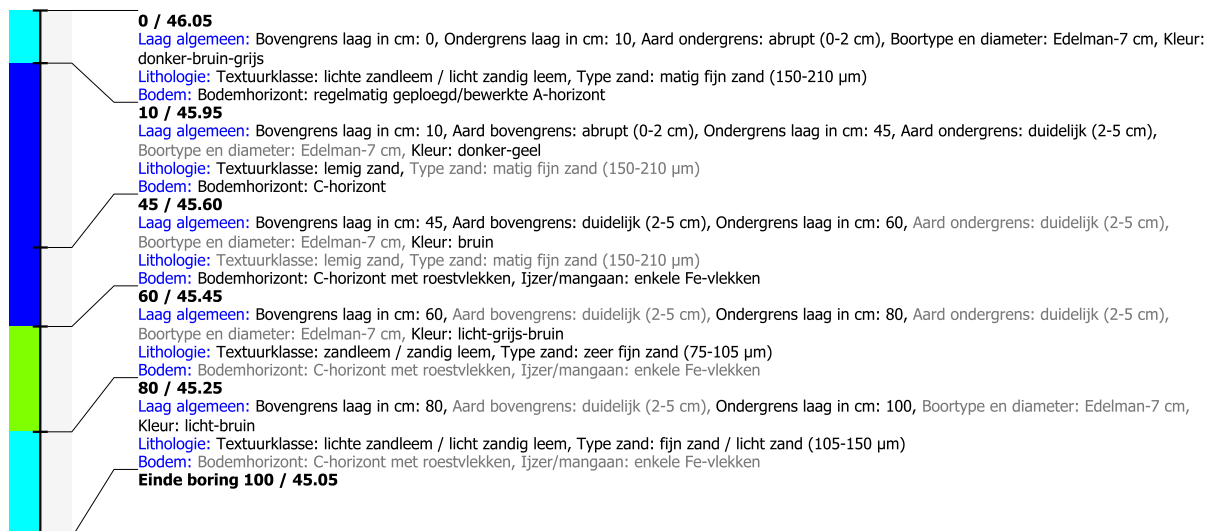 0 / 46.05
Laag algemeen: Bovengrens laag in cm: 0, Ondergrens laag in cm: 10, Aard ondergrens: abrupt (0-2 cm), Boortype en diameter: Edelman-7 cm, Kleur:
donker-bruin-grijs
Lithologie: Textuurklasse: lichte zandleem / licht zandig leem, Type zand: matig fijn zand (150-210 µm)
Bodem: Bodemhorizont: regelmatig geploegd/bewerkte A-horizont
10 / 45.95
Laag algemeen: Bovengrens laag in cm: 10, Aard bovengrens: abrupt (0-2 cm), Ondergrens laag in cm: 45, Aard ondergrens: duidelijk (2-5 cm),
Boortype en diameter: Edelman-7 cm, Kleur: donker-geel
Lithologie: Textuurklasse: lemig zand, Type zand: matig fijn zand (150-210 µm)
Bodem: Bodemhorizont: C-horizont
45 / 45.60
Laag algemeen: Bovengrens laag in cm: 45, Aard bovengrens: duidelijk (2-5 cm), Ondergrens laag in cm: 60, Aard ondergrens: duidelijk (2-5 cm),
Boortype en diameter: Edelman-7 cm, Kleur: bruin
Lithologie: Textuurklasse: lemig zand, Type zand: matig fijn zand (150-210 µm)
Bodem: Bodemhorizont: C-horizont met roestvlekken, Ijzer/mangaan: enkele Fe-vlekken
60 / 45.45
Laag algemeen: Bovengrens laag in cm: 60, Aard bovengrens: duidelijk (2-5 cm), Ondergrens laag in cm: 80, Aard ondergrens: duidelijk (2-5 cm),
Boortype en diameter: Edelman-7 cm, Kleur: licht-grijs-bruin
Lithologie: Textuurklasse: zandleem / zandig leem, Type zand: zeer fijn zand (75-105 µm)
Bodem: Bodemhorizont: C-horizont met roestvlekken, Ijzer/mangaan: enkele Fe-vlekken
80 / 45.25
Laag algemeen: Bovengrens laag in cm: 80, Aard bovengrens: duidelijk (2-5 cm), Ondergrens laag in cm: 100, Boortype en diameter: Edelman-7 cm,
Kleur: licht-bruin
Lithologie: Textuurklasse: lichte zandleem / licht zandig leem, Type zand: fijn zand / licht zand (105-150 µm)
Bodem: Bodemhorizont: C-horizont met roestvlekken, Ijzer/mangaan: enkele Fe-vlekken
Einde boring 100 / 45.05